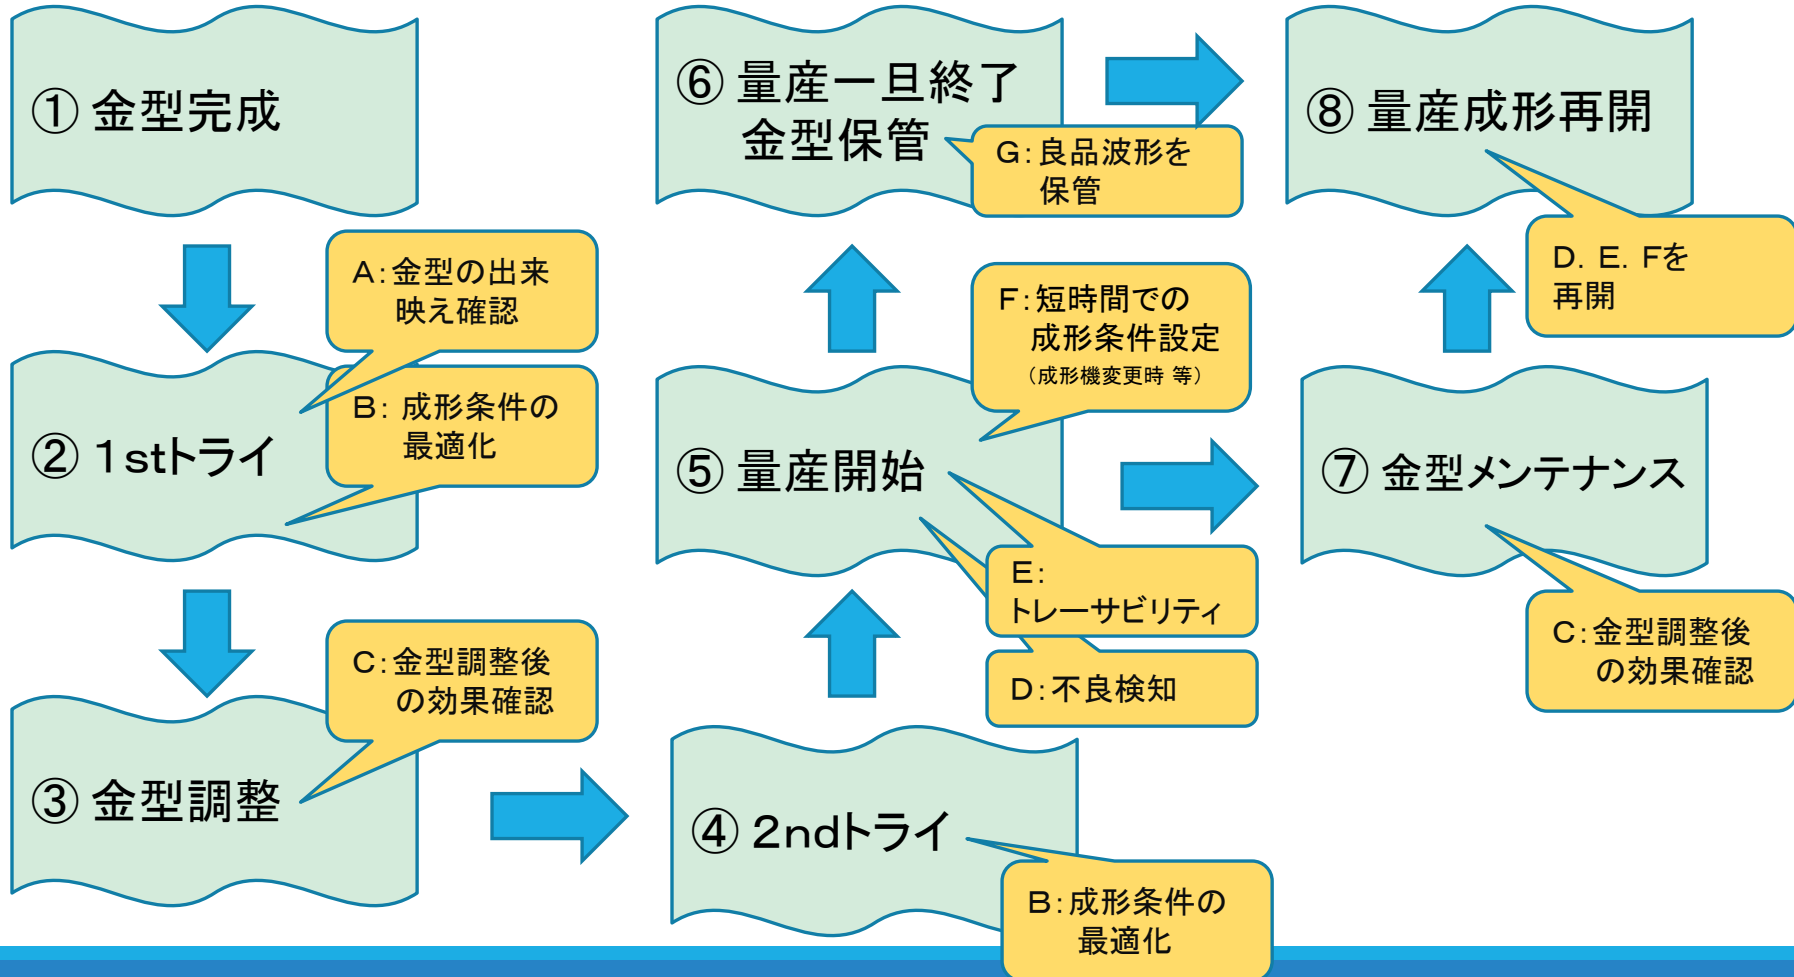 ① 金型完成
A:金型の出来
映え確認
② 1stトライ
B: 成形条件の
最適化
③ 金型調整
C:金型調整後
の効果確認
④ 2ndトライ
B:成形条件の
最適化
⑤ 量産開始
F:短時間での
成形条件設定
(成形機変更時 等)
E:
トレーサビリティ
D:不良検知
⑥ 量産一旦終了
金型保管
G:良品波形を
保管
⑦ 金型メンテナンス
C:金型調整後
の効果確認
⑧ 量産成形再開
D. E. Fを
再開